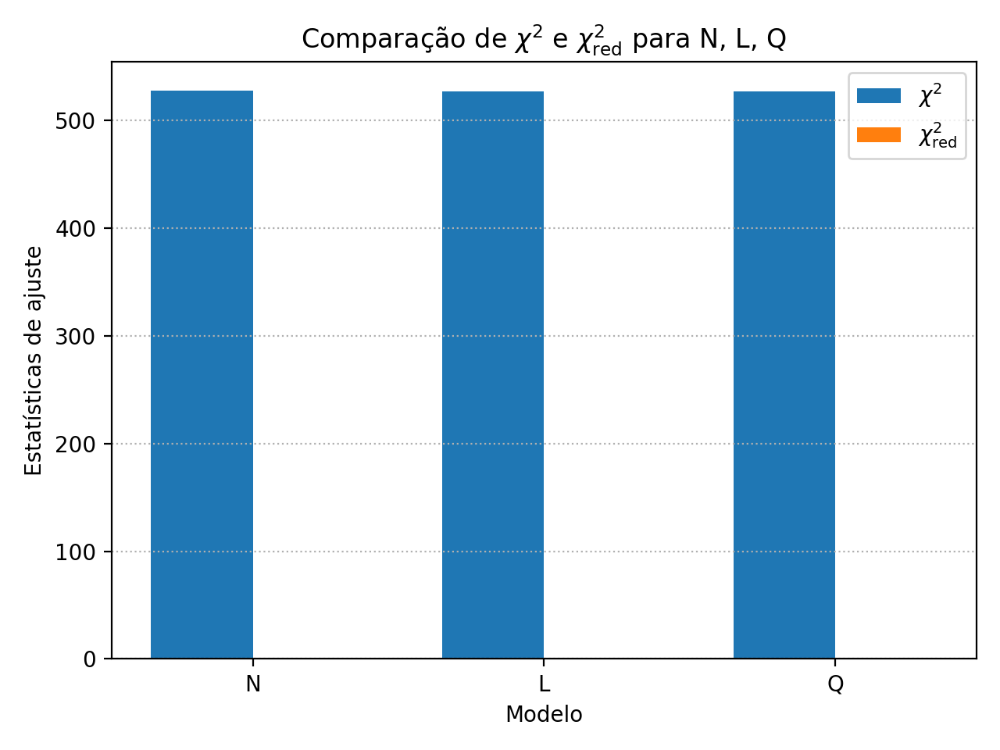 Comparação de χ² e χ²red para N, L, Q
χ²
χ²red
500
400
300
200
100
0
Estatísticas de ajuste
N L Q
Modelo